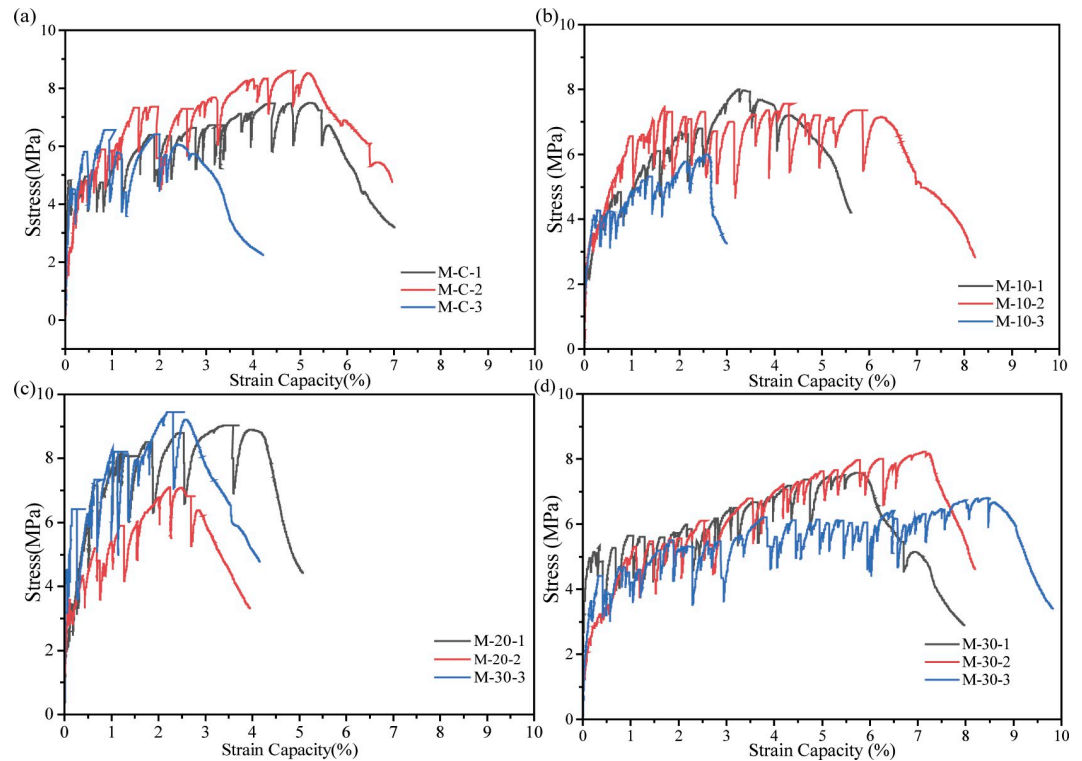 (a)
10
8
6
4
2
0
Sstress(MPa)
M-C-1
M-C-2
M-C-3
0 1 2 3 4 5 6 7 8 9 10
Strain Capacity(%)
(b)
10
8
6
4
2
0
Stress (MPa)
M-10-1
M-10-2
M-10-3
0 1 2 3 4 5 6 7 8 9 10
Strain Capacity (%)
(c)
10
8
6
4
2
0
Stress(MPa)
M-20-1
M-20-2
M-30-3
0 1 2 3 4 5 6 7 8 9 10
Strain Capacity(%)
(d)
10
8
6
4
2
0
Stress (MPa)
M-30-1
M-30-2
M-30-3
0 1 2 3 4 5 6 7 8 9 10
Strain Capacity (%)